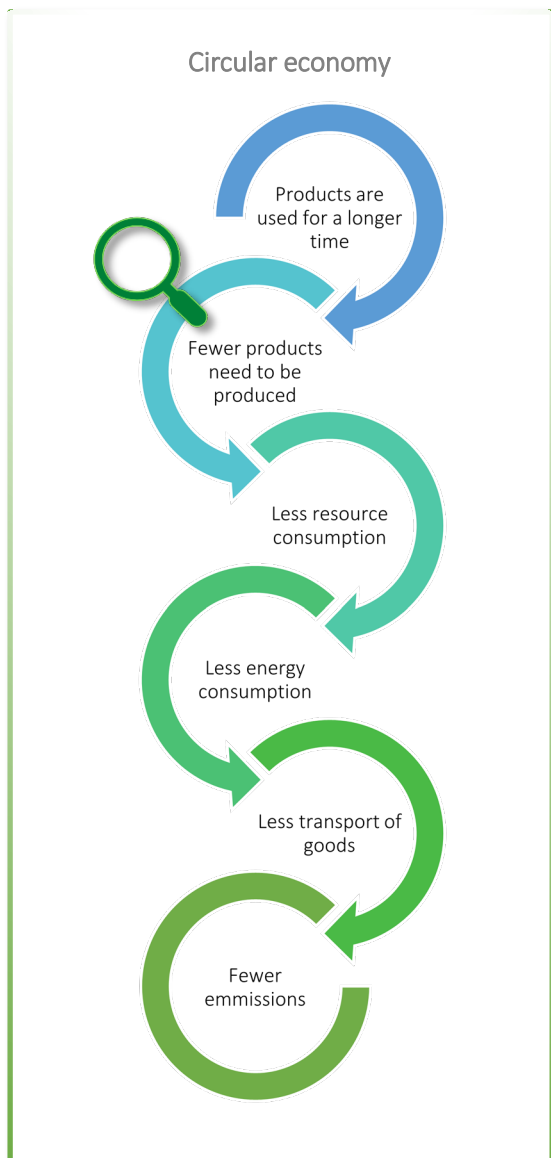 Circular economy
Products are
used for a longer
time
Fewer products
need to be
produced
Less resource
consumption
Less energy
consumption
Less transport of
goods
Fewer
emmissions